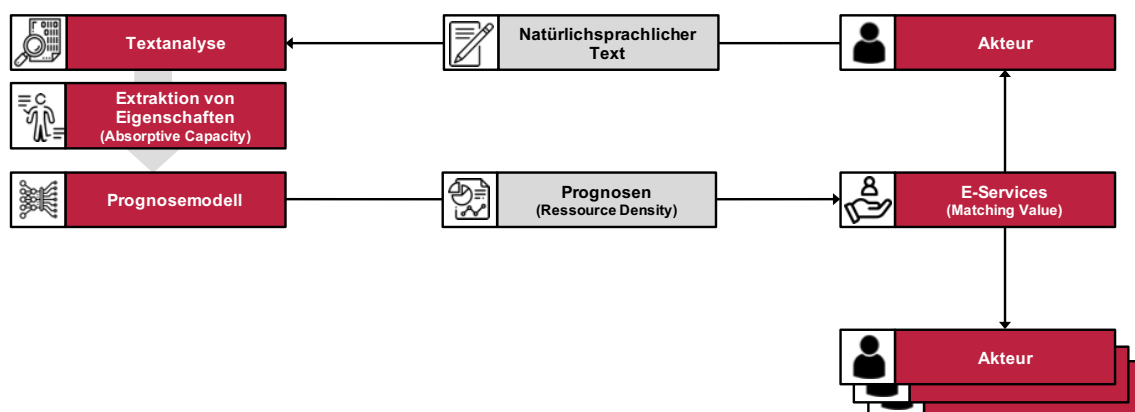 Textanalyse
Natürlichsprachlicher
Text
Akteur
Extraktion von
Eigenschaften
(Absorptive Capacity)
Prognosemodell
Prognosen
(Ressource Density)
E-Services
(Matching Value)
Akteur